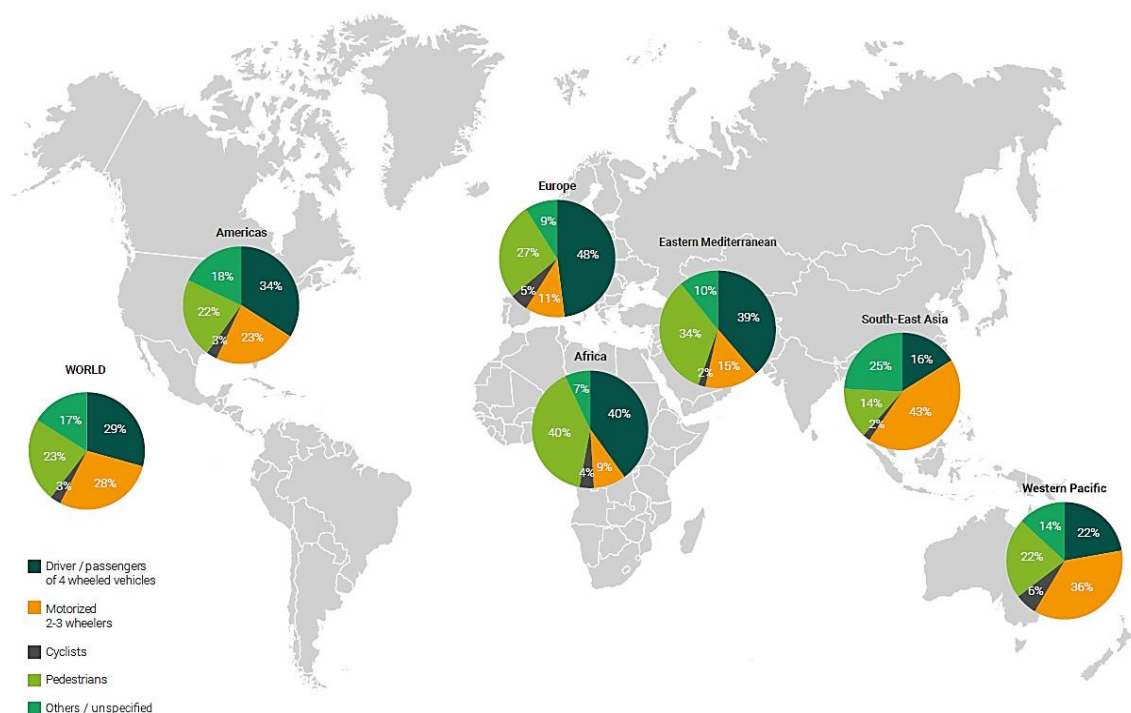 Europe
9%
48%
27%
5%
11%
Eastern Mediterranean
10%
39%
34%
2%
15%
Americas
18%
34%
22%
3%
23%
South-East Asia
25%
16%
14%
2%
43%
Africa
7%
40%
40%
4%
9%
WORLD
17%
29%
23%
3%
28%
Western Pacific
14%
22%
22%
6%
36%
Driver / passengers
of 4 wheeled vehicles
Motorized
2-3 wheelers
Cyclists
Pedestrians
Others / unspecified